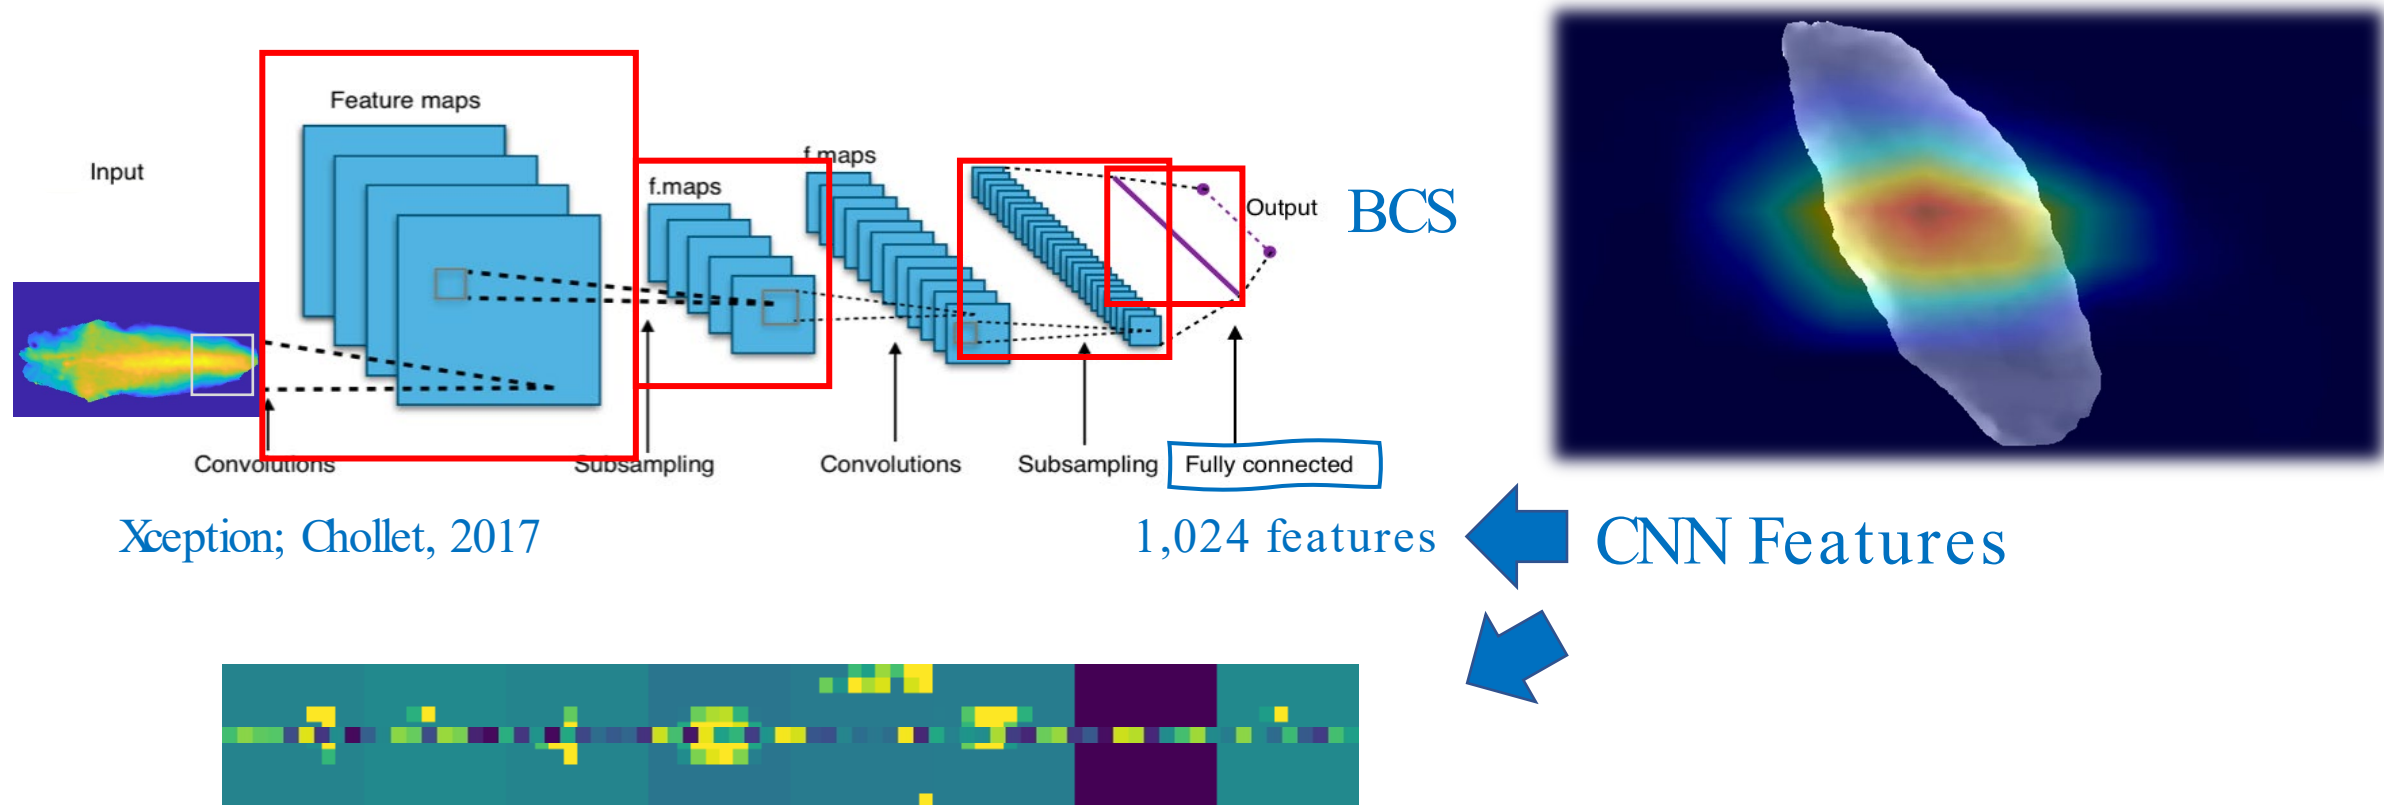 Feature maps
f.maps
Input
f.maps
Output
BCS
Convolutions
Subsampling
Convolutions
Subsampling
Fully connected
Xception; Chollet, 2017
1,024 features
CNN Features